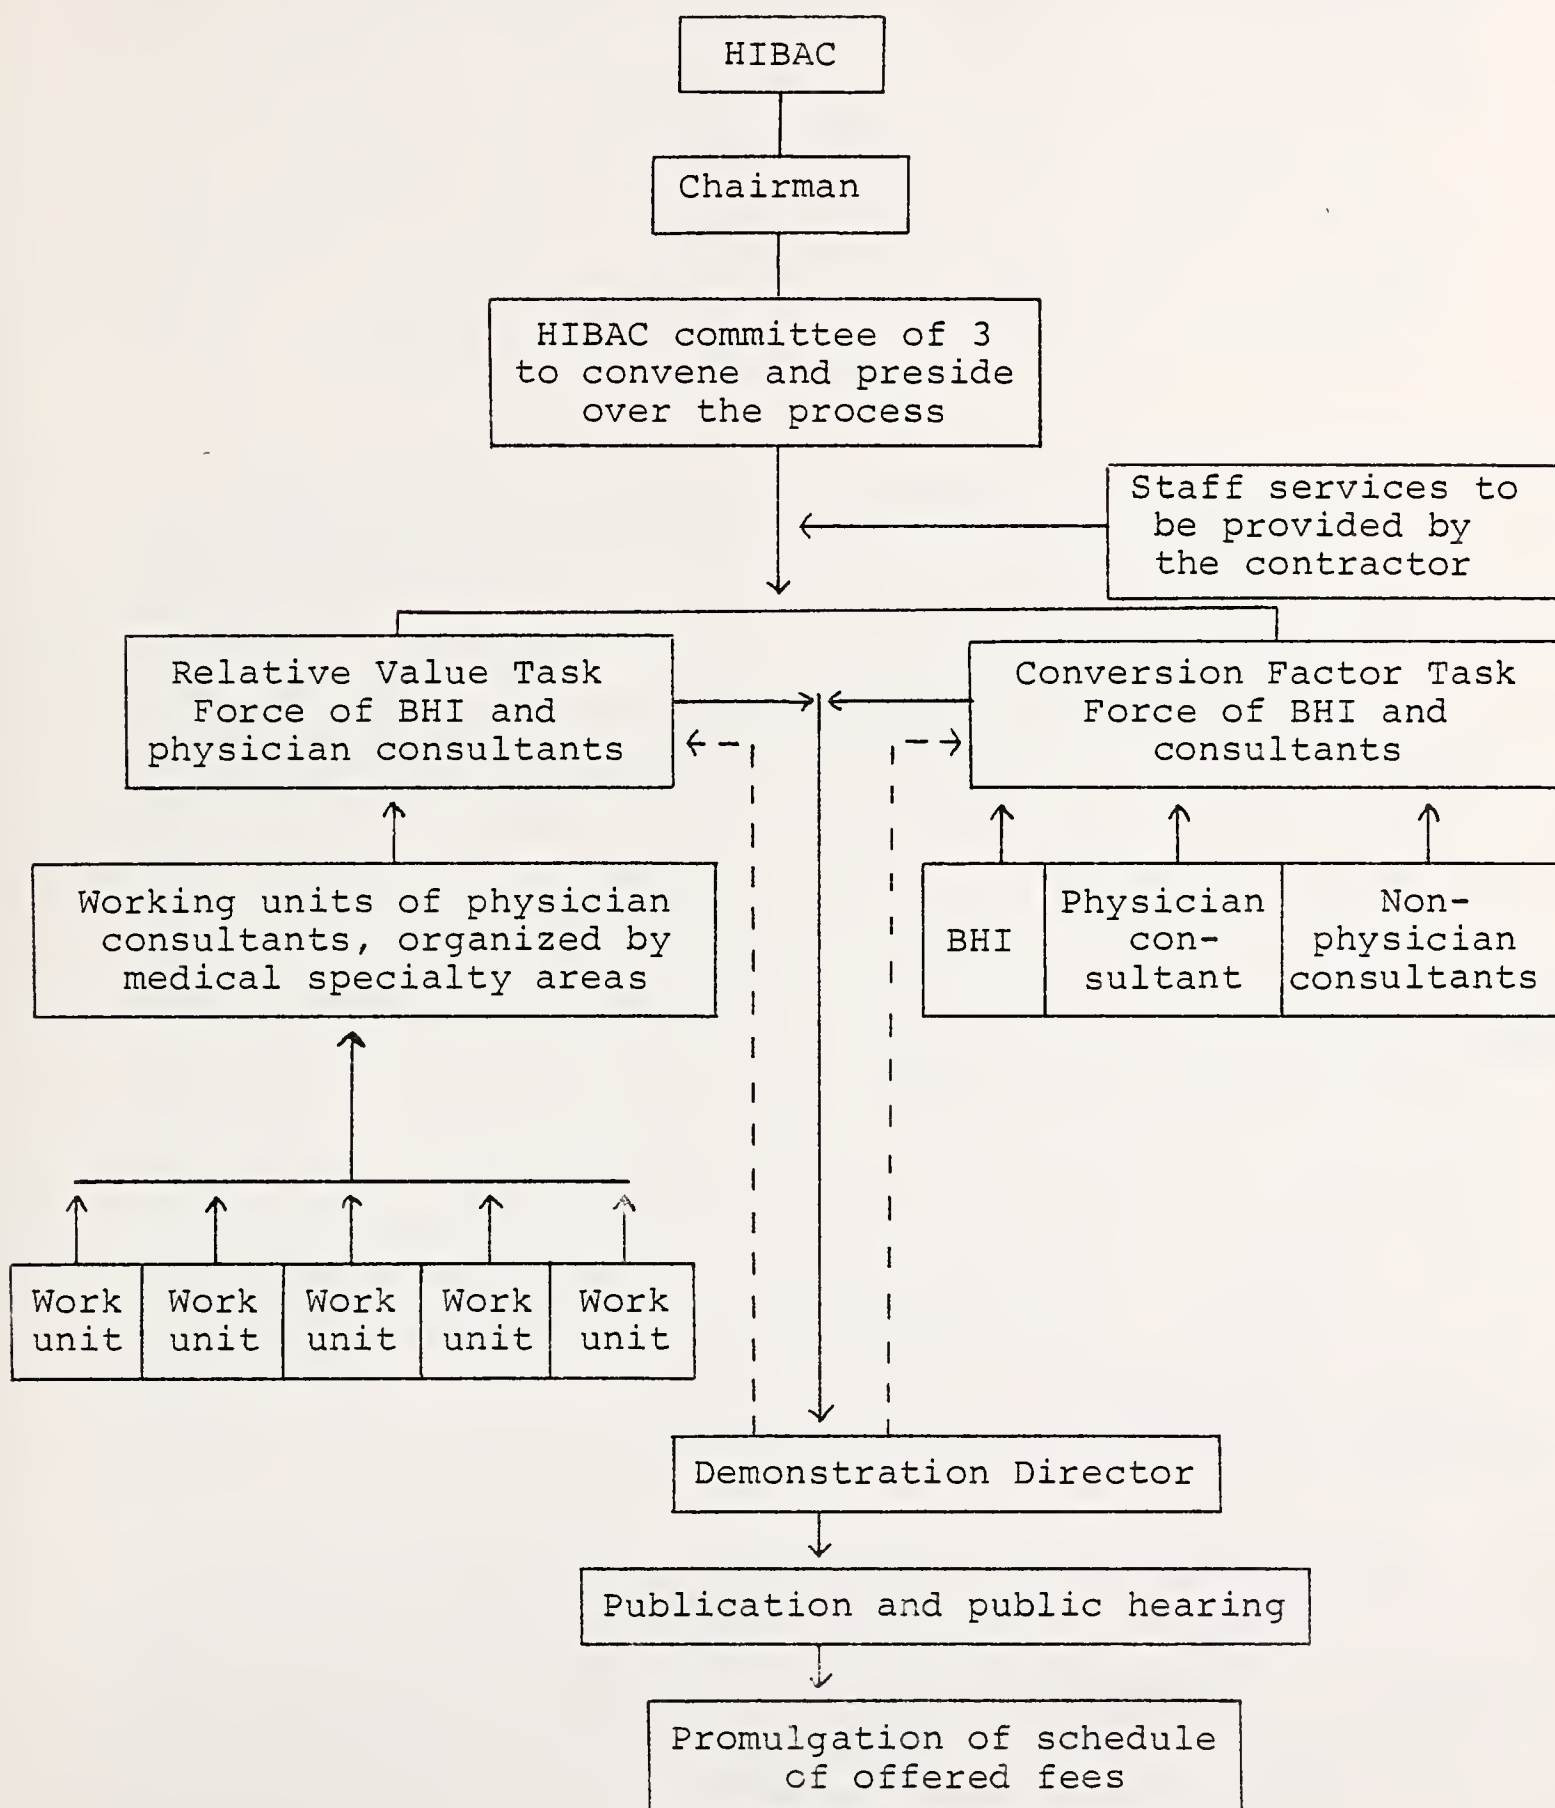 HIBAC
Chairman
HIBAC committee of 3
to convene and preside
over the process
Staff services to
be provided by
the contractor
Relative Value Task
Force of BHI and
physician consultants
Conversion Factor Task
Force of BHI and
consultants
Working units of physician
consultants, organized by
medical specialty areas
BHI
Physician
con-
sultant
Non-
physician
consultants
Work
unit
Work
unit
Work
unit
Work
unit
Work
unit
Demonstration Director
Publication and public hearing
Promulgation of schedule
of offered fees